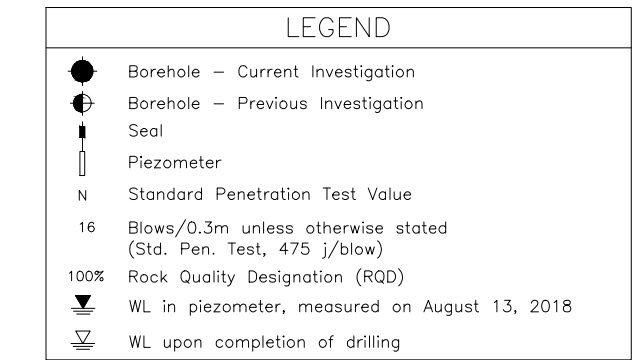 LEGEND
Borehole – Current Investigation
Borehole – Previous Investigation
Seal
Piezometer
N Standard Penetration Test Value
16 Blows/0.3m unless otherwise stated
(Std. Pen. Test, 475 j/blow)
100% Rock Quality Designation (RQD)
WL in piezometer, measured on August 13, 2018
WL upon completion of drilling